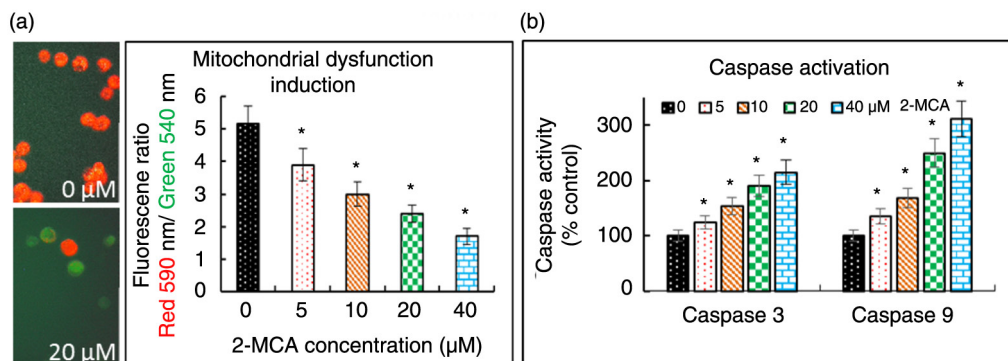 (a)
0 µM
20 µM
Mitochondrial dysfunction
induction
Fluorescene ratio
Red 590 nm/ Green 540 nm
6
5
4
3
2
1
0
* * * *
0 5 10 20 40
2-MCA concentration (µM)
(b)
Caspase activation
0 5 10 20 40 µM 2-MCA
Caspase activity
(% control)
300
200
100
0
* * * * * * * *
Caspase 3 Caspase 9